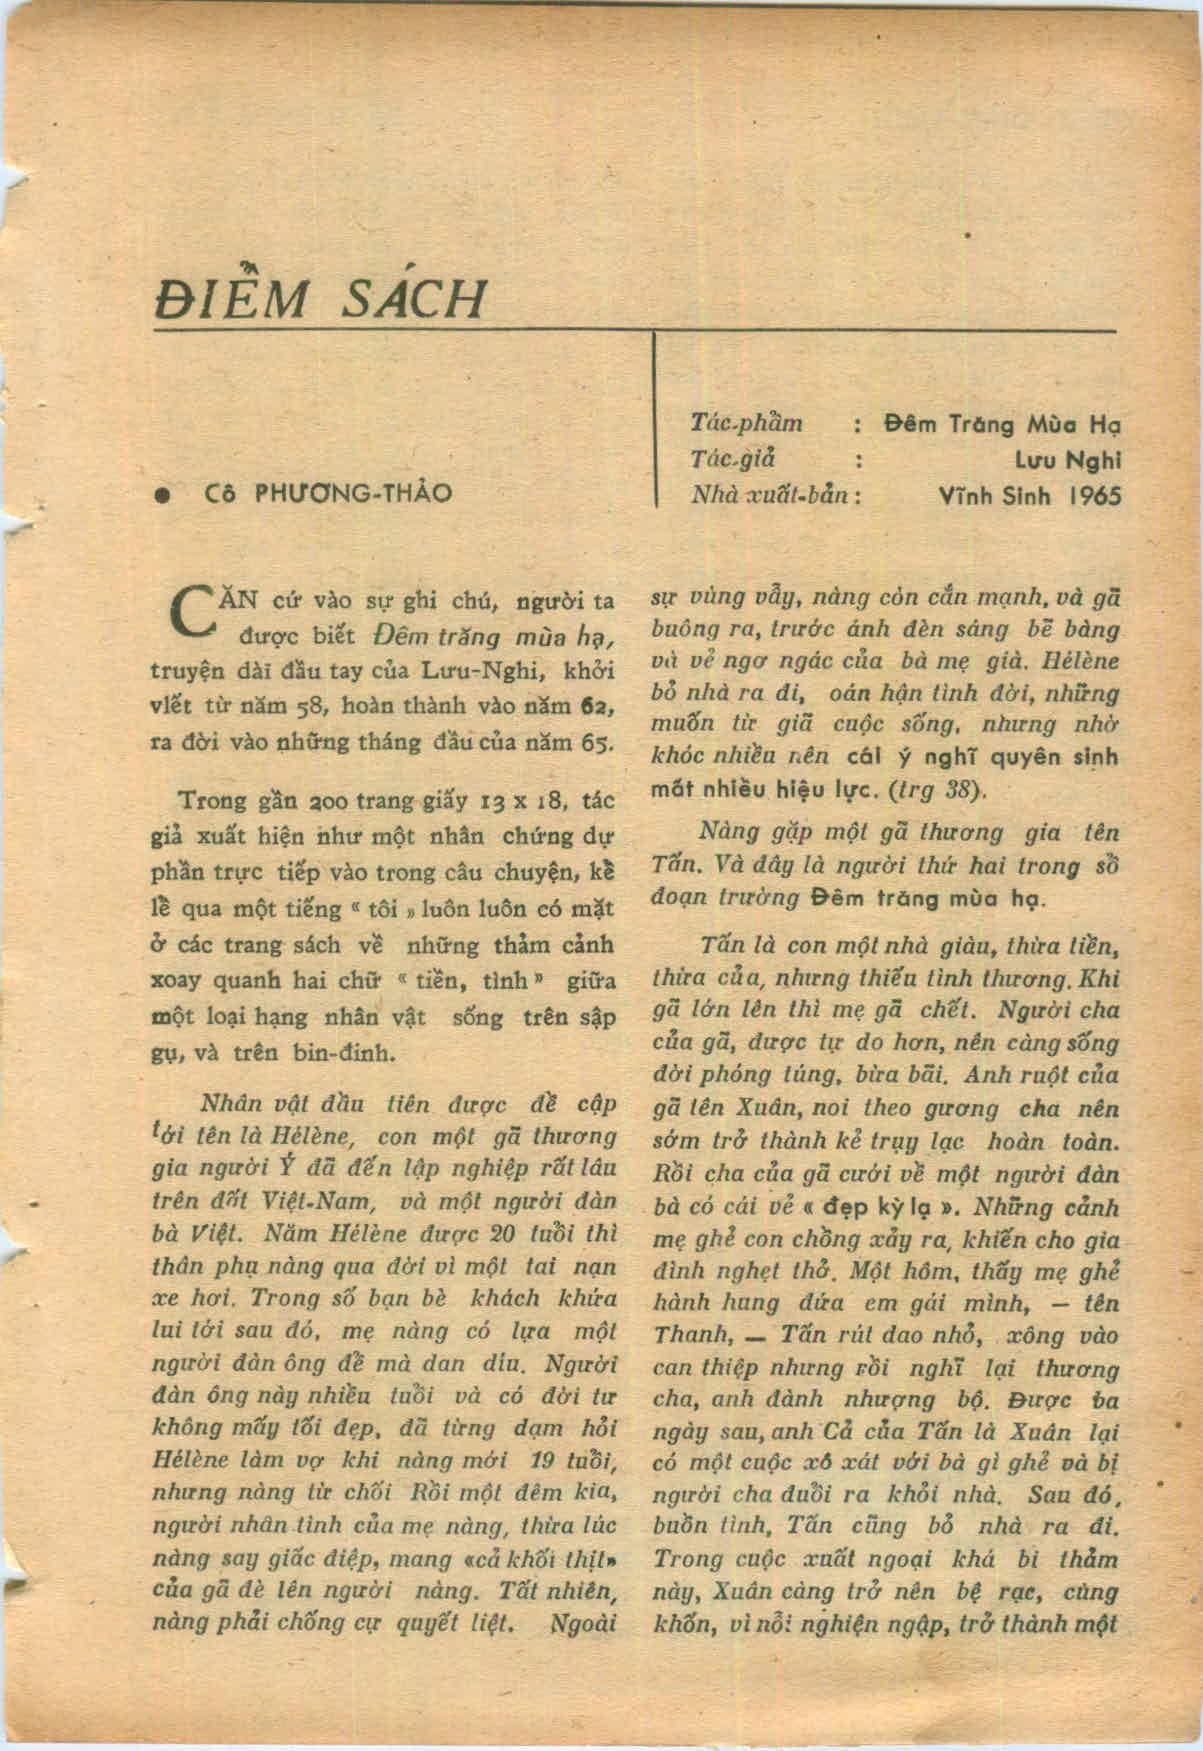 ĐIỂM SÁCH
● Cô PHƯƠNG-THẢO
Tác-phẩm : Đêm Trăng Mùa Hạ
Tác-giả : Lưu Nghi
Nhà xuất-bản : Vĩnh Sinh 1965
CĂN cứ vào sự ghi chú, người ta
được biết Đêm trăng mùa hạ,
truyện dài đầu tay của Lưu-Nghi, khởi
viết từ năm 58, hoàn thành vào năm 62,
ra đời vào những tháng đầu của năm 65.
Trong gần 200 trang giấy 13 x 18, tác
giả xuất hiện như một nhân chứng dự
phần trực tiếp vào trong câu chuyện, kể
lể qua một tiếng « tôi » luôn luôn có mặt
ở các trang sách về những thảm cảnh
xoay quanh hai chữ « tiền, tình » giữa
một loại hạng nhân vật sống trên sập
gụ, và trên bin-đinh.
Nhân vật đầu tiên được đề cập
tới tên là Hélène, con một gã thương
gia người Ý đã đến lập nghiệp rất lâu
trên đất Việt-Nam, và một người đàn
bà Việt. Năm Hélène được 20 tuổi thì
thân phụ nàng qua đời vì một tai nạn
xe hơi. Trong số bạn bè khách khứa
lui tới sau đó, mẹ nàng có lựa một
người đàn ông để mà dan díu. Người
đàn ông này nhiều tuổi và có đời tư
không mấy tốt đẹp, đã từng dạm hỏi
Hélène làm vợ khi nàng mới 19 tuổi,
nhưng nàng từ chối Rồi một đêm kia,
người nhân tình của mẹ nàng, thừa lúc
nàng say giấc điệp, mang «cả khối thịt»
của gã đè lên người nàng. Tất nhiên,
nàng phải chống cự quyết liệt. Ngoài
sự vùng vẫy, nàng còn cắn mạnh, và gã
buông ra, trước ánh đèn sáng bẽ bàng
và vẻ ngơ ngác của bà mẹ già. Hélène
bỏ nhà ra đi, oán hận tình đời, những
muốn từ giã cuộc sống, nhưng nhờ
khóc nhiều nên cái ý nghĩ quyên sinh
mất nhiều hiệu lực. (trg 38).
Nàng gặp một gã thương gia tên
Tấn. Và đây là người thứ hai trong sổ
đoạn trường Đêm trăng mùa hạ.
Tấn là con một nhà giàu, thừa tiền,
thừa của, nhưng thiếu tình thương. Khi
gã lớn lên thì mẹ gã chết. Người cha
của gã, được tự do hơn, nên càng sống
đời phóng túng, bừa bãi. Anh ruột của
gã tên Xuân, noi theo gương cha nên
sớm trở thành kẻ trụy lạc hoàn toàn.
Rồi cha của gã cưới về một người đàn
bà có cái vẻ « đẹp kỳ lạ ». Những cảnh
mẹ ghẻ con chồng xảy ra, khiến cho gia
đình nghẹt thở. Một hôm, thấy mẹ ghẻ
hành hung đứa em gái mình, — tên
Thanh, — Tấn rút dao nhỏ, xông vào
can thiệp nhưng rồi nghĩ lại thương
cha, anh đành nhượng bộ. Được ba
ngày sau, anh Cả của Tấn là Xuân lại
có một cuộc xô xát với bà gì ghẻ và bị
người cha đuổi ra khỏi nhà. Sau đó,
buồn tình, Tấn cũng bỏ nhà ra đi.
Trong cuộc xuất ngoại khá bi thảm
này, Xuân càng trở nên bệ rạc, cùng
khốn, vì nỗi nghiện ngập, trở thành một